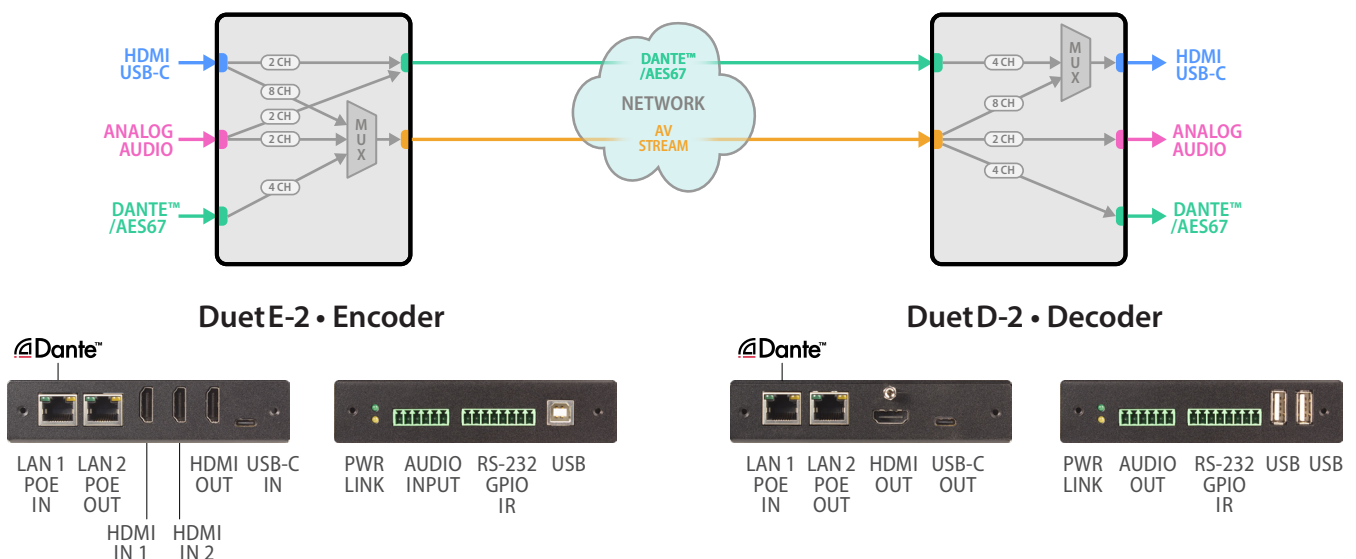 HDMI
USB-C
ANALOG
AUDIO
DANTE™
/AES67
2 CH
8 CH
2 CH
2 CH
4 CH
MUX
DANTE™
/AES67
NETWORK
AV
STREAM
4 CH
8 CH
2 CH
4 CH
MUX
HDMI
USB-C
ANALOG
AUDIO
DANTE™
/AES67
Duet E-2 • Encoder
Dante™
LAN 1
POE
IN
LAN 2
POE
OUT
HDMI
IN 1
HDMI
IN 2
HDMI
OUT
USB-C
IN
PWR
LINK
AUDIO
INPUT
RS-232
GPIO
IR
USB
Duet D-2 • Decoder
Dante™
LAN 1
POE
IN
LAN 2
POE
OUT
HDMI
OUT
USB-C
OUT
PWR
LINK
AUDIO
OUT
RS-232
GPIO
IR
USB
USB